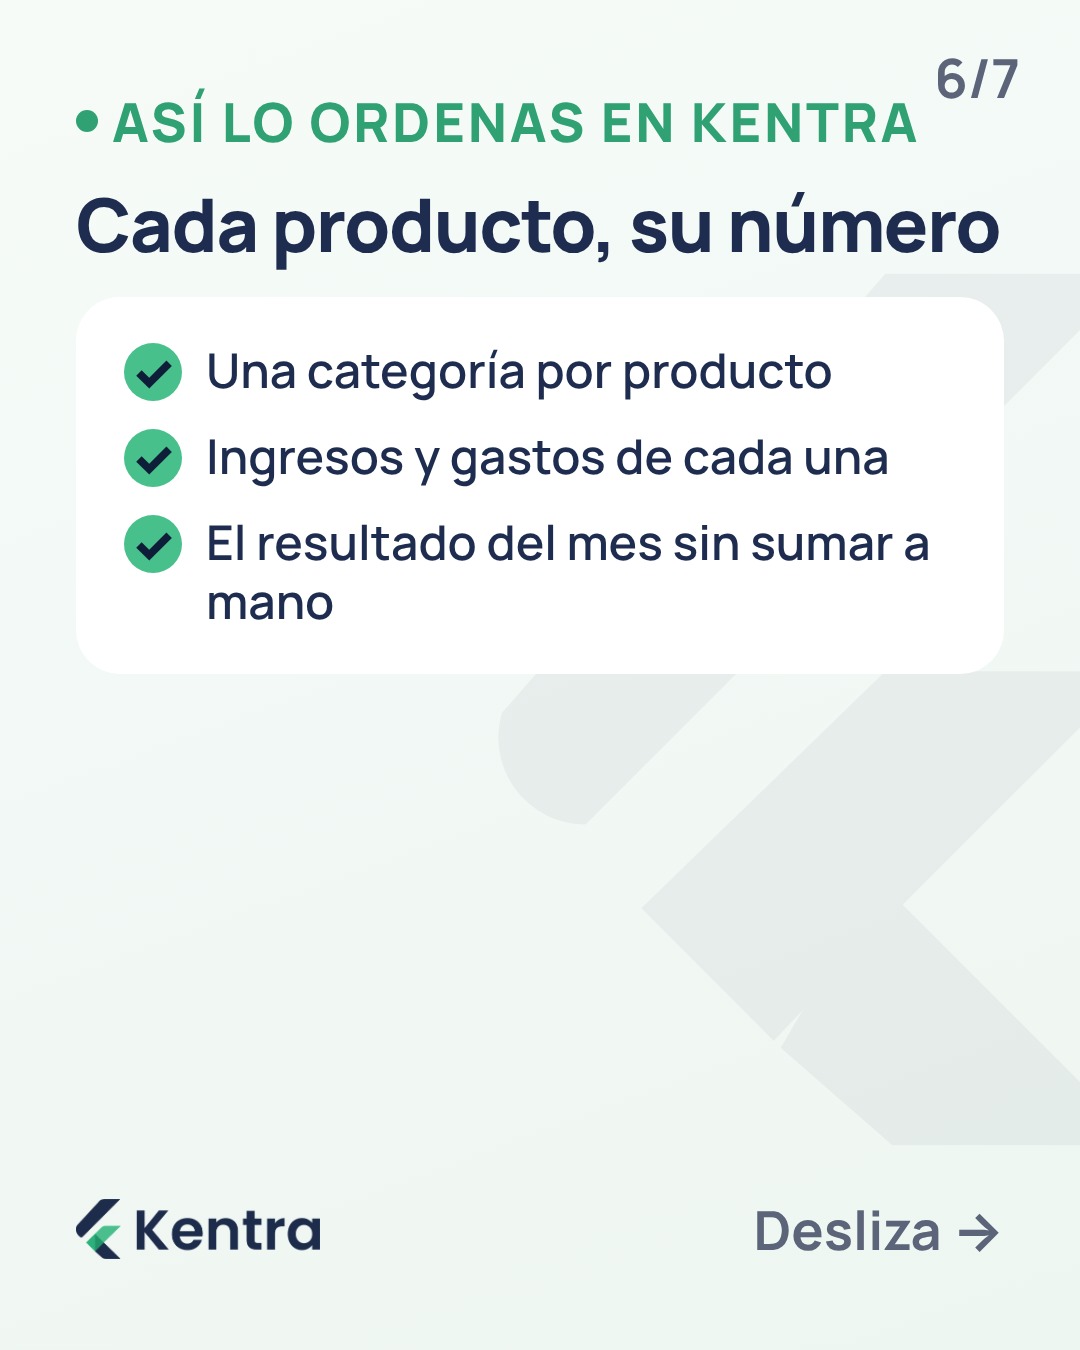 6/7
ASÍ LO ORDENAS EN KENTRA
Cada producto, su número
Una categoría por producto
Ingresos y gastos de cada una
El resultado del mes sin sumar a
mano
Kentra
Desliza →